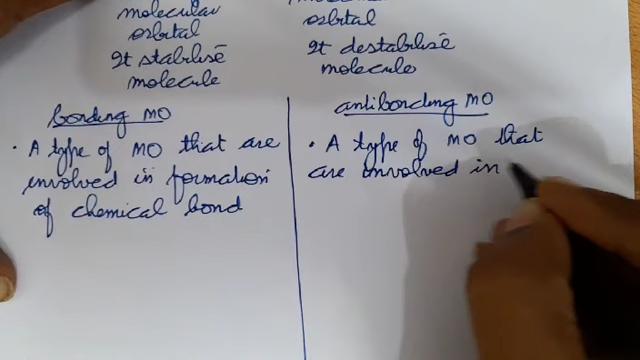 molecular
orbital
It stabilise
molecule
orbital
It destabilise
molecule
bonding MO
• A type of MO that are
involved in formation
of chemical bond
antibonding MO
• A type of MO that
are involved in